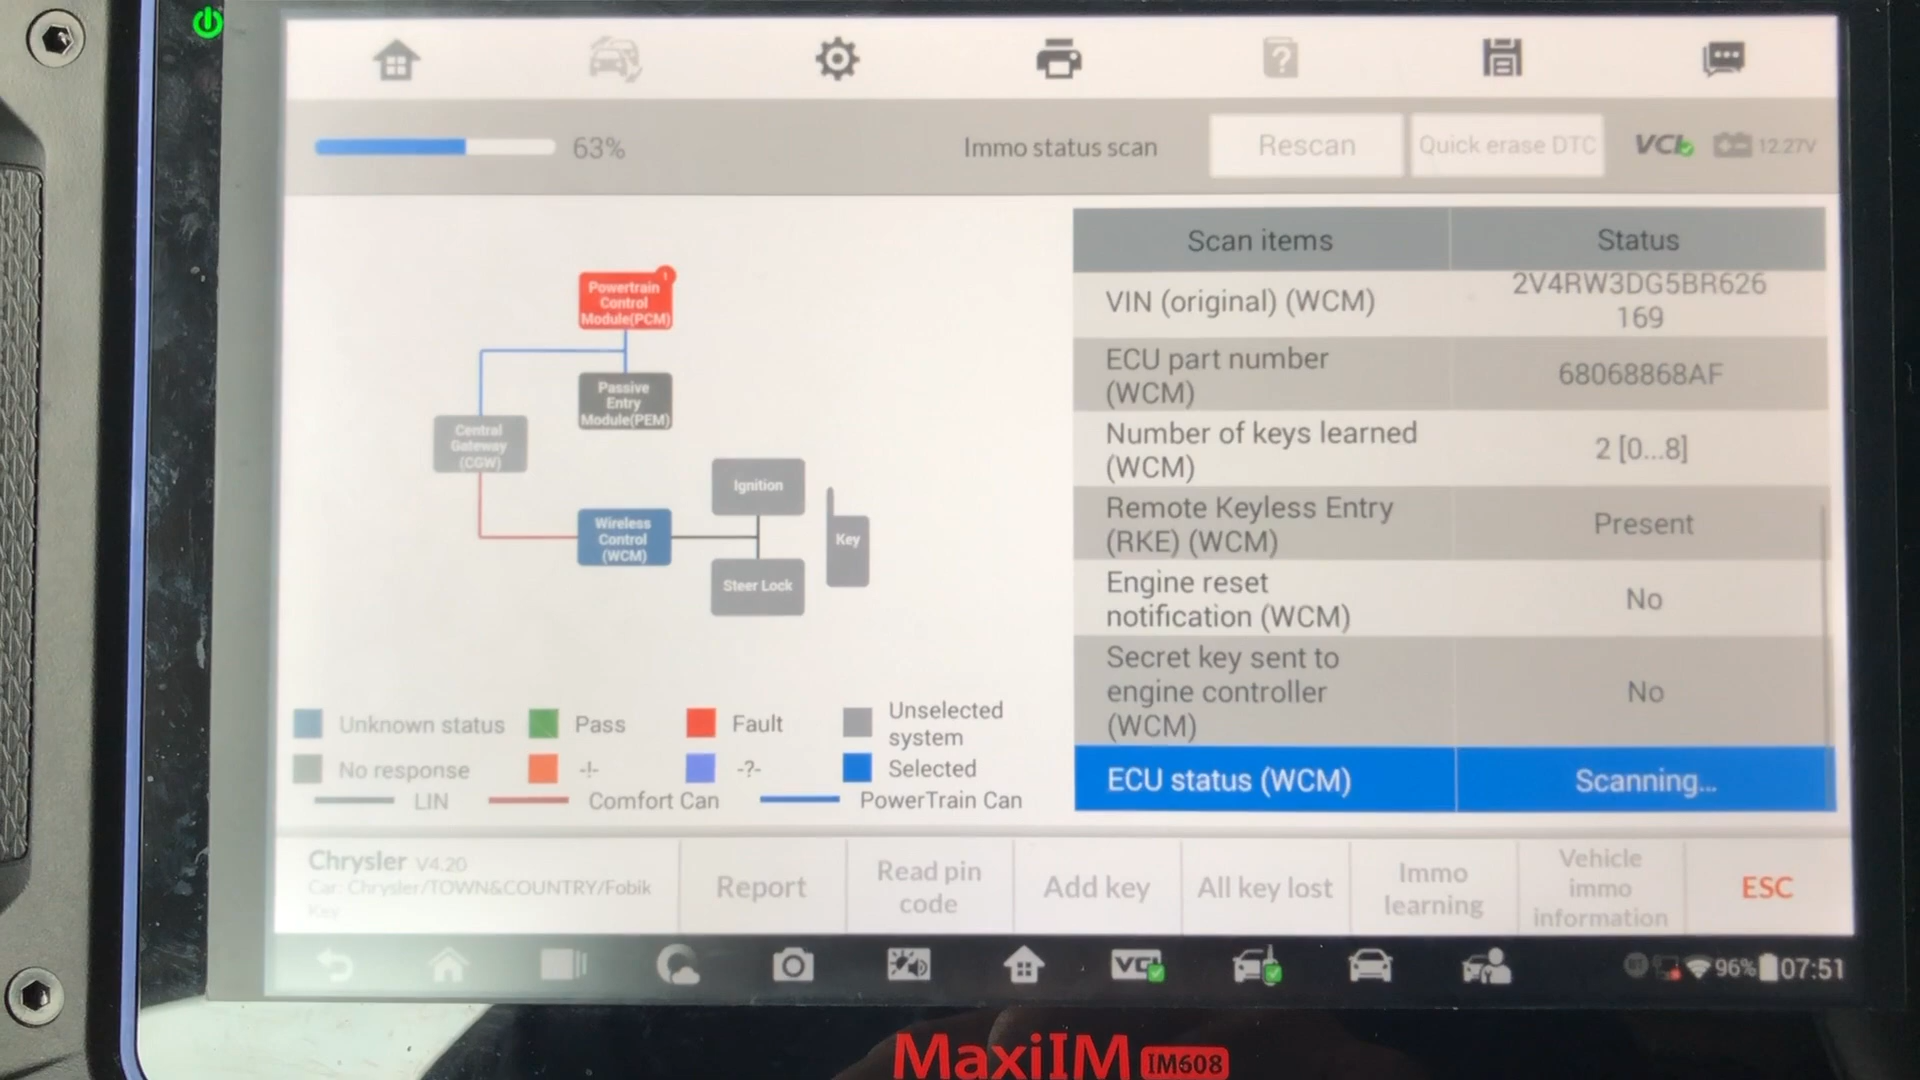 63%
Immo status scan
Rescan
Quick erase DTC
VCI
12.27V
Powertrain
Control
Module(PCM)
1
Passive
Entry
Module(PEM)
Central
Gateway
(CGW)
Wireless
Control
(WCM)
Ignition
Steer Lock
Key
Scan items
Status
VIN (original) (WCM)
2V4RW3DG5BR626
169
ECU part number
(WCM)
68068868AF
Number of keys learned
(WCM)
2 [0...8]
Remote Keyless Entry
(RKE) (WCM)
Present
Engine reset
notification (WCM)
No
Secret key sent to
engine controller
(WCM)
No
ECU status (WCM)
Scanning...
Unknown status
Pass
Fault
Unselected
system
No response
-!-
-?-
Selected
LIN
Comfort Can
PowerTrain Can
Chrysler V4.20
Car: Chrysler/TOWN&COUNTRY/Fobik
Key
Report
Read pin
code
Add key
All key lost
Immo
learning
Vehicle
immo
information
ESC
VCI
96%
07:51
MaxiIM IM608